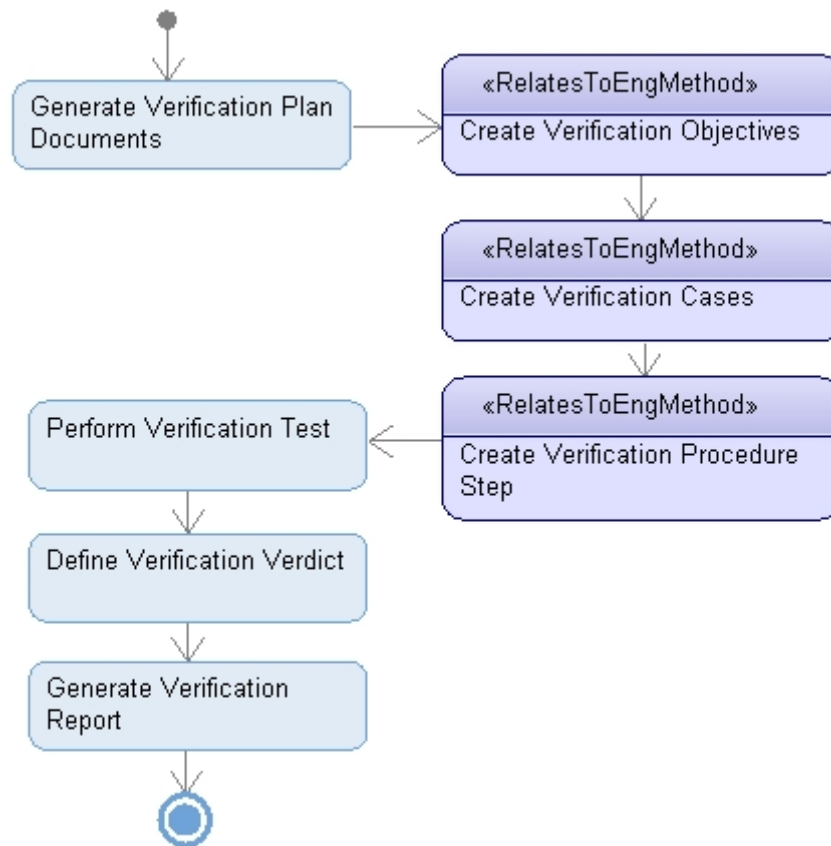 Generate Verification Plan
Documents
«RelatesToEngMethod»
Create Verification Objectives
«RelatesToEngMethod»
Create Verification Cases
«RelatesToEngMethod»
Create Verification Procedure
Step
Perform Verification Test
Define Verification Verdict
Generate Verification
Report